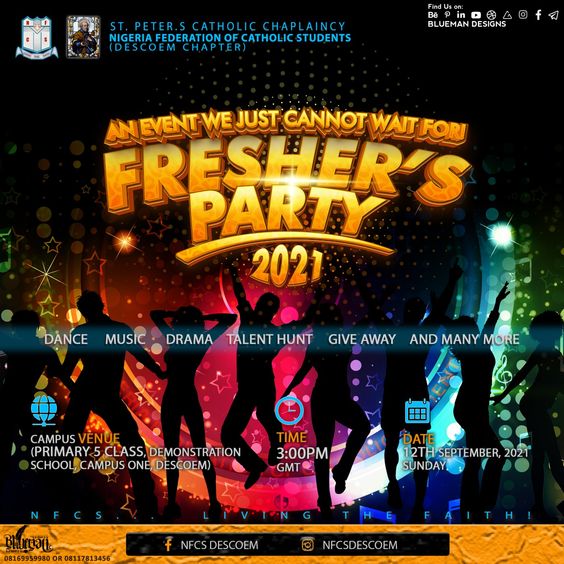 Find Us on:
BLUEMAN DESIGNS
ST. PETER.S CATHOLIC CHAPLAINCY
NIGERIA FEDERATION OF CATHOLIC STUDENTS
(DESCOEM CHAPTER)
AN EVENT WE JUST CANNOT WAIT FOR!
FRESHER'S
PARTY
2021
DANCE MUSIC DRAMA TALENT HUNT GIVE AWAY AND MANY MORE
CAMPUS VENUE
(PRIMARY 5 CLASS, DEMONSTRATION
SCHOOL, CAMPUS ONE, DESCOEM)
TIME
3:00PM
GMT
DATE
12TH SEPTEMBER, 2021
SUNDAY
NFCS... LIVING THE FAITH!
Blueman
08169959980 OR 08117813456
NFCS DESCOEM
NFCSDESCOEM